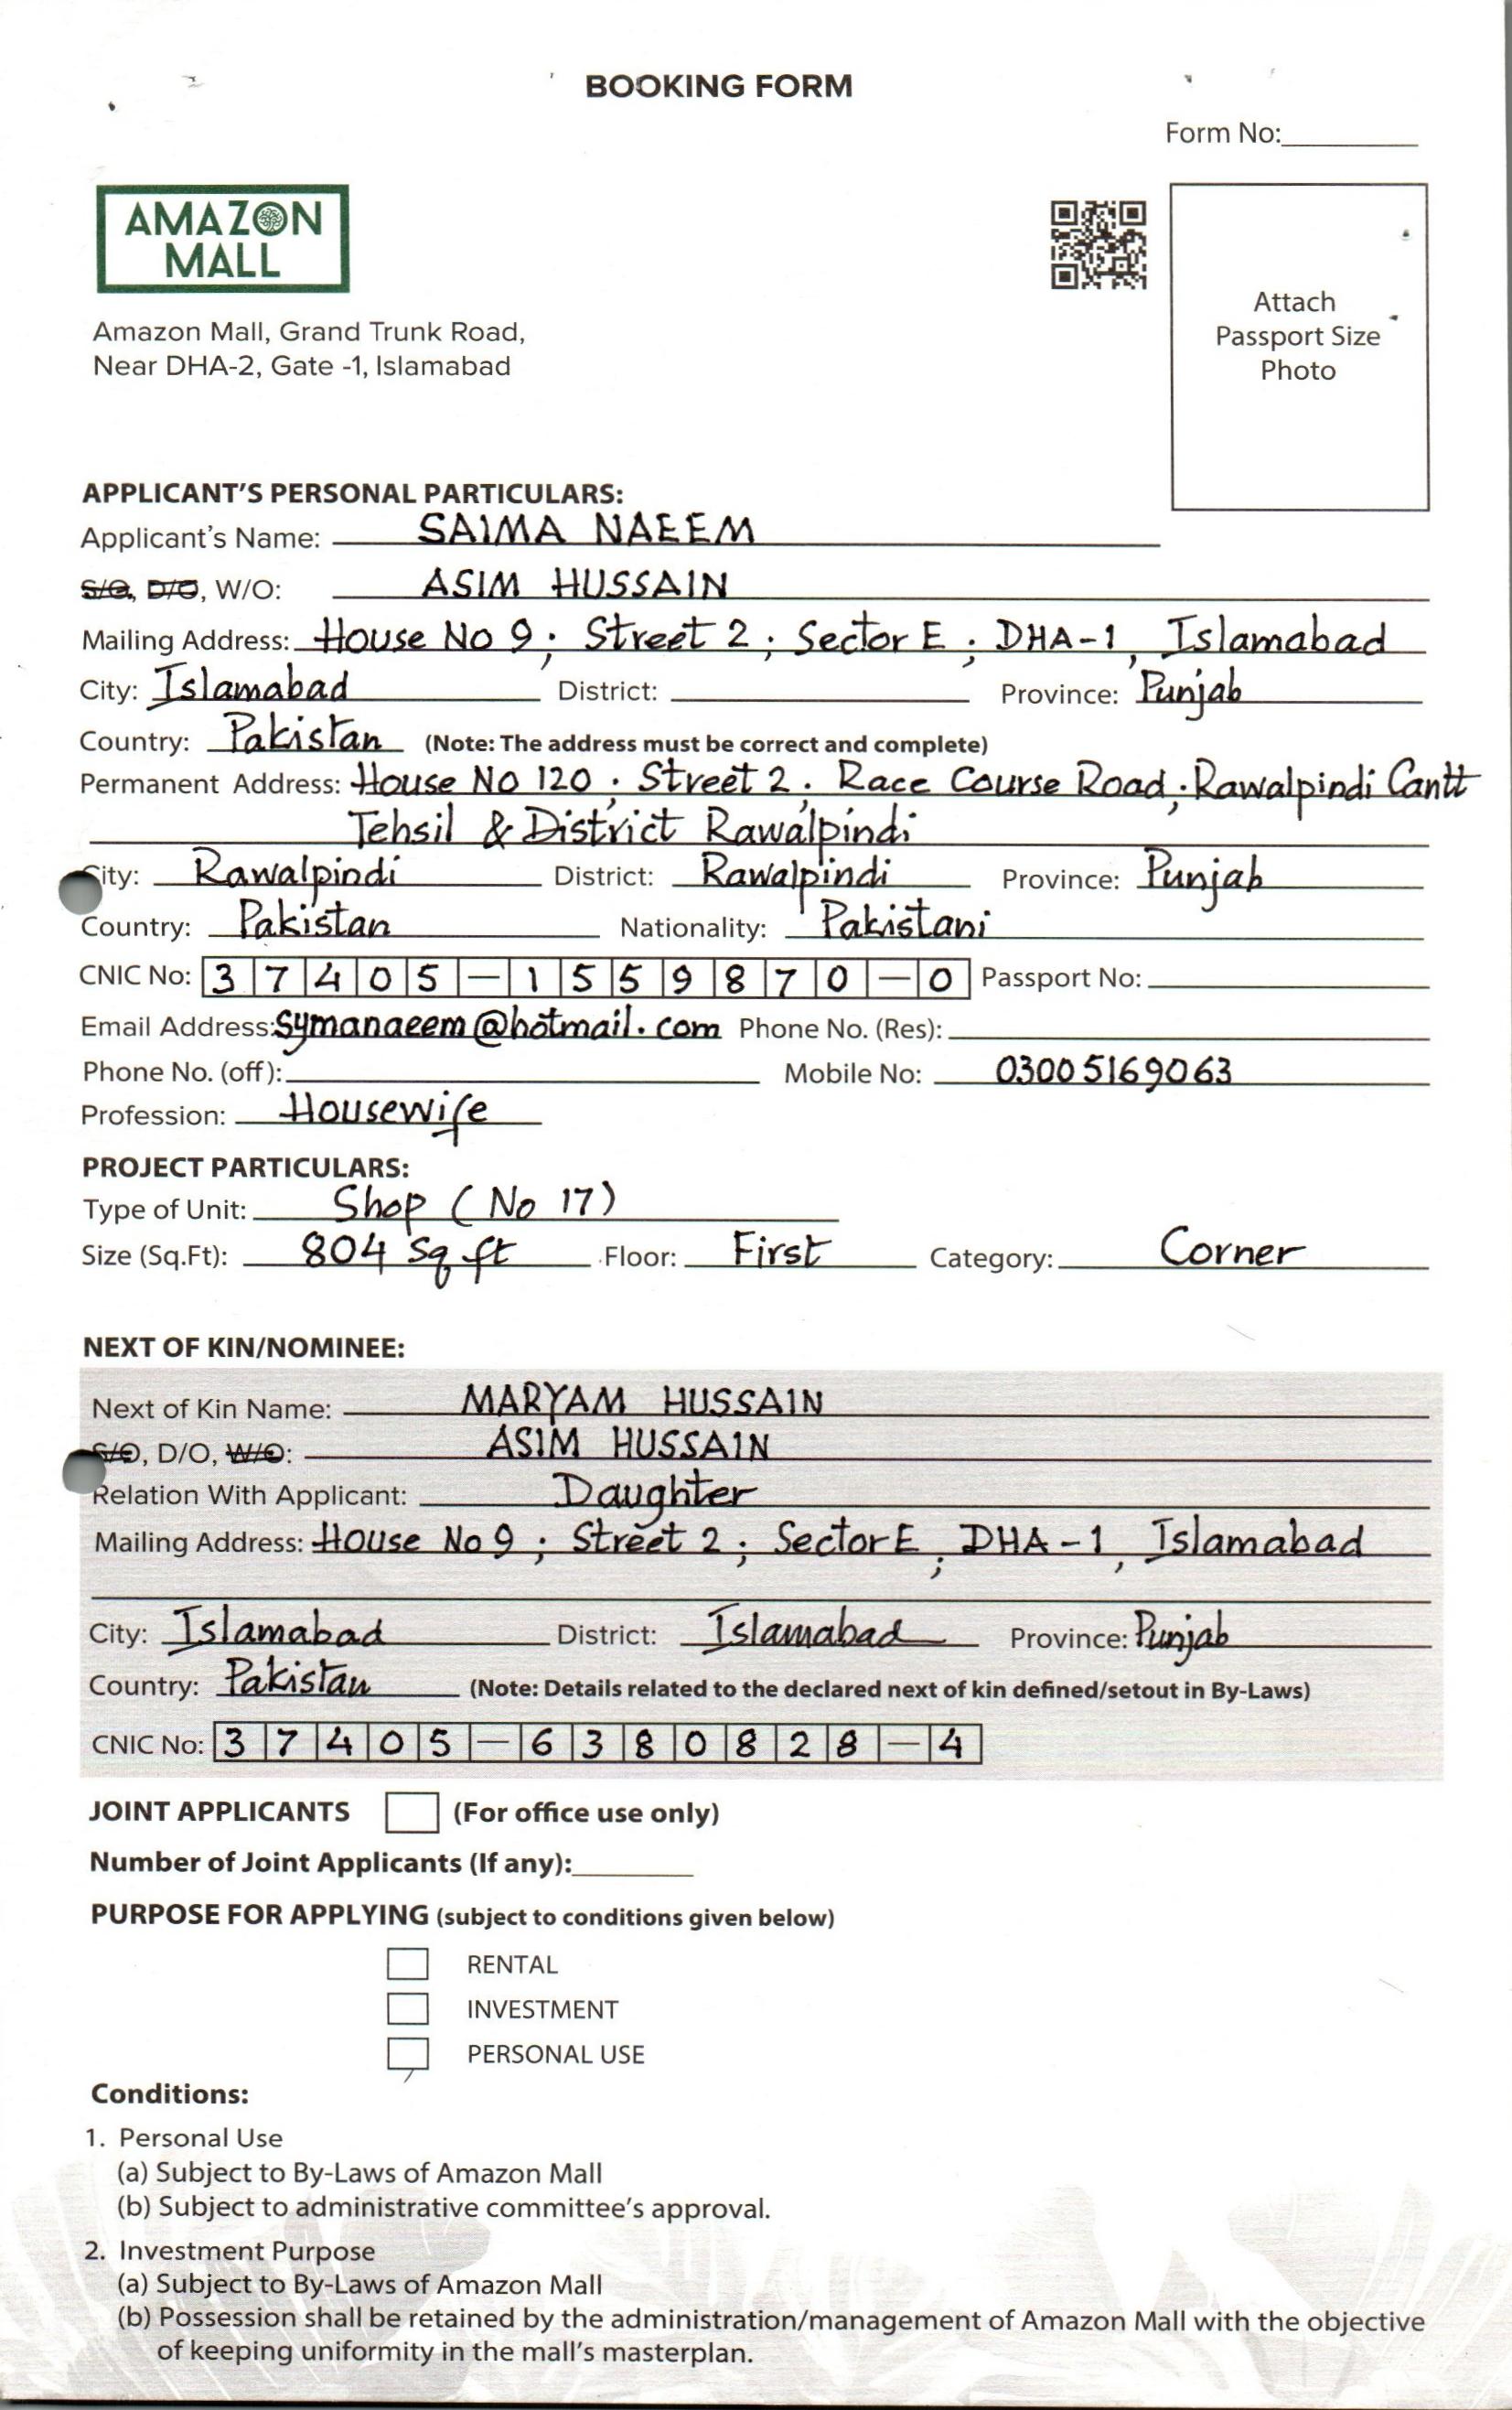 BOOKING FORM
Form No:
AMAZON
MALL
Amazon Mall, Grand Trunk Road,
Near DHA-2, Gate -1, Islamabad
Attach
Passport Size
Photo
APPLICANT'S PERSONAL PARTICULARS:
Applicant's Name: SAIMA NAEEM
S/O, D/O, W/O: ASIM HUSSAIN
Mailing Address: House No 9; Street 2; Sector E; DHA-1, Islamabad
City: Islamabad District: Province: Punjab
Country: Pakistan (Note: The address must be correct and complete)
Permanent Address: House No 120; Street 2; Race Course Road; Rawalpindi Cantt
Tehsil & District Rawalpindi
City: Rawalpindi District: Rawalpindi Province: Punjab
Country: Pakistan Nationality: Pakistani
CNIC No: 37405-1559870-0 Passport No:
Email Address: symanaeem@hotmail.com Phone No. (Res):
Phone No. (off): Mobile No: 03005169063
Profession: Housewife
PROJECT PARTICULARS:
Type of Unit: Shop (No 17)
Size (Sq.Ft): 804 sq ft Floor: First Category: Corner
NEXT OF KIN/NOMINEE:
Next of Kin Name: MARYAM HUSSAIN
S/O, D/O, W/O: ASIM HUSSAIN
Relation With Applicant: Daughter
Mailing Address: House No 9; Street 2; Sector E; DHA-1, Islamabad
City: Islamabad District: Islamabad Province: Punjab
Country: Pakistan (Note: Details related to the declared next of kin defined/setout in By-Laws)
CNIC No: 37405-6380828-4
JOINT APPLICANTS (For office use only)
Number of Joint Applicants (If any):
PURPOSE FOR APPLYING (subject to conditions given below)
RENTAL
INVESTMENT
PERSONAL USE
Conditions:
1. Personal Use
(a) Subject to By-Laws of Amazon Mall
(b) Subject to administrative committee's approval.
2. Investment Purpose
(a) Subject to By-Laws of Amazon Mall
(b) Possession shall be retained by the administration/management of Amazon Mall with the objective
of keeping uniformity in the mall's masterplan.